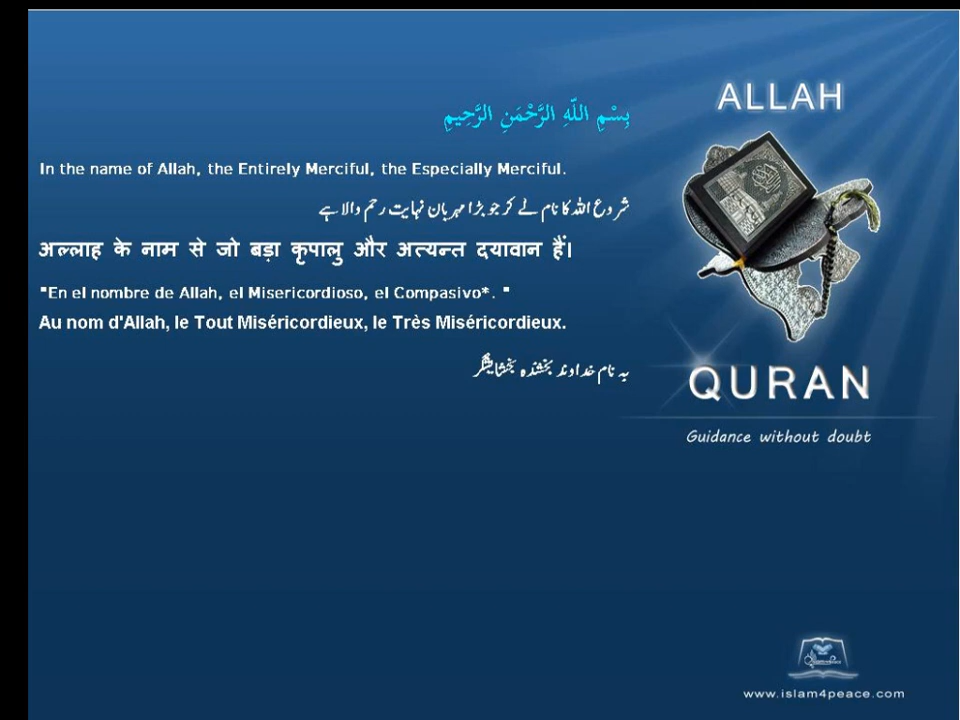 بِسْمِ اللّهِ الرَّحْمَنِ الرَّحِيمِ
In the name of Allah, the Entirely Merciful, the Especially Merciful.
شروع اللہ کا نام لے کر جو بڑا مہربان نہایت رحم والا ہے
अल्लाह के नाम से जो बड़ा कृपालु और अत्यन्त दयावान हैं।
"En el nombre de Allah, el Misericordioso, el Compasivo*. "
Au nom d'Allah, le Tout Miséricordieux, le Très Miséricordieux.
به نام خداوند بخشنده بخشایشگر
ALLAH
QURAN
Guidance without doubt
www.islam4peace.com